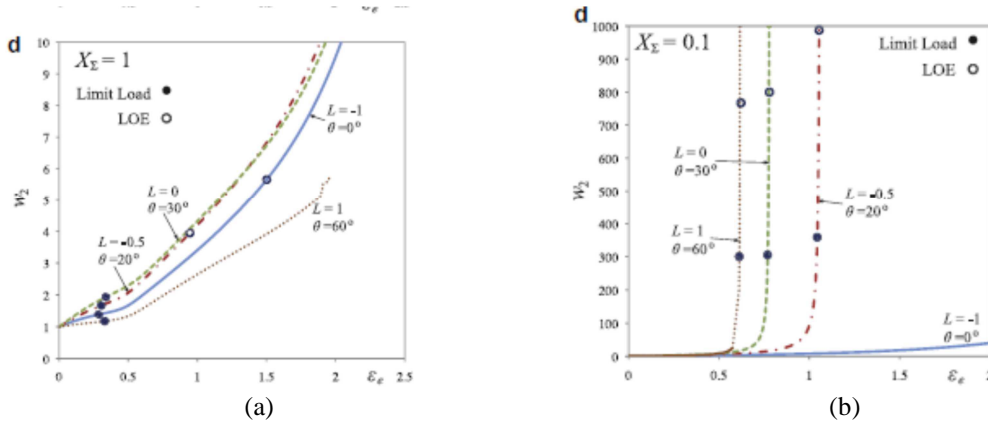 d
X_Σ = 1
Limit Load
LOE
L = -1
θ = 0°
L = 0
θ = 30°
L = -0.5
θ = 20°
L = 1
θ = 60°
w₂
10
9
8
7
6
5
4
3
2
1
0
0
0.5
1
1.5
2
2.5
ε_e
(a)
d
X_Σ = 0.1
Limit Load
LOE
L = 0
θ = 30°
L = -0.5
θ = 20°
L = 1
θ = 60°
L = -1
θ = 0°
w₂
1000
900
800
700
600
500
400
300
200
100
0
0
0.5
1
1.5
2
ε_e
(b)